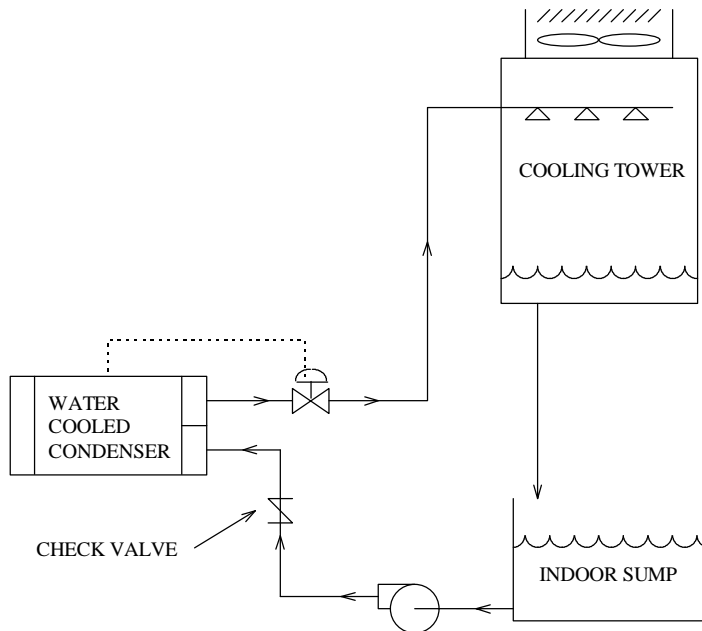 COOLING TOWER
WATER
COOLED
CONDENSER
CHECK VALVE
INDOOR SUMP